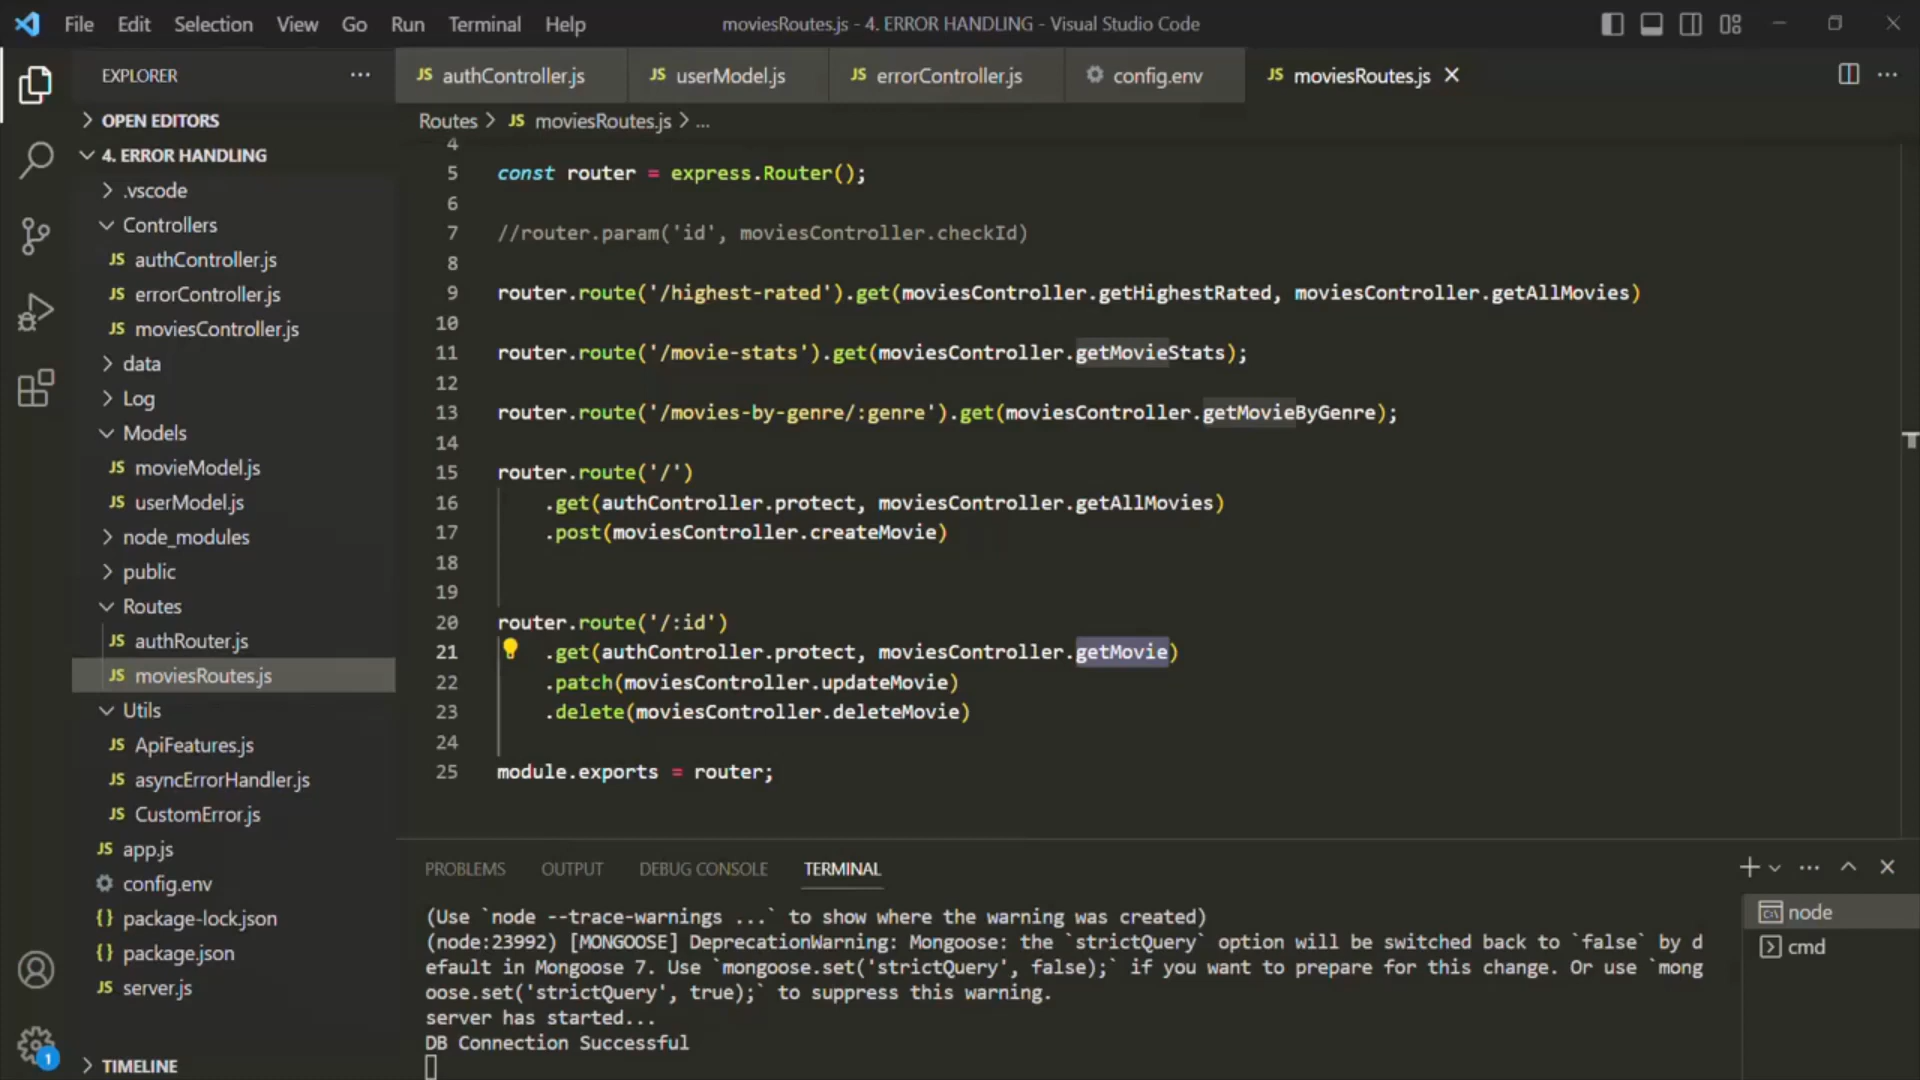 File Edit Selection View Go Run Terminal Help moviesRoutes.js - 4. ERROR HANDLING - Visual Studio Code
EXPLORER
OPEN EDITORS
4. ERROR HANDLING
.vscode
Controllers
JS authController.js
JS errorController.js
JS moviesController.js
data
Log
Models
JS movieModel.js
JS userModel.js
node_modules
public
Routes
JS authRouter.js
JS moviesRoutes.js
Utils
JS ApiFeatures.js
JS asyncErrorHandler.js
JS CustomError.js
JS app.js
config.env
{} package-lock.json
{} package.json
JS server.js
TIMELINE
1
JS authController.js JS userModel.js JS errorController.js config.env JS moviesRoutes.js
Routes > JS moviesRoutes.js > ...
4
5 const router = express.Router();
6
7 //router.param('id', moviesController.checkId)
8
9 router.route('/highest-rated').get(moviesController.getHighestRated, moviesController.getAllMovies)
10
11 router.route('/movie-stats').get(moviesController.getMovieStats);
12
13 router.route('/movies-by-genre/:genre').get(moviesController.getMovieByGenre);
14
15 router.route('/')
16 .get(authController.protect, moviesController.getAllMovies)
17 .post(moviesController.createMovie)
18
19
20 router.route('/:id')
21 .get(authController.protect, moviesController.getMovie)
22 .patch(moviesController.updateMovie)
23 .delete(moviesController.deleteMovie)
24
25 module.exports = router;
PROBLEMS OUTPUT DEBUG CONSOLE TERMINAL
(Use `node --trace-warnings ...` to show where the warning was created)
(node:23992) [MONGOOSE] DeprecationWarning: Mongoose: the `strictQuery` option will be switched back to `false` by d
efault in Mongoose 7. Use `mongoose.set('strictQuery', false);` if you want to prepare for this change. Or use `mong
oose.set('strictQuery', true);` to suppress this warning.
server has started...
DB Connection Successful
node
cmd